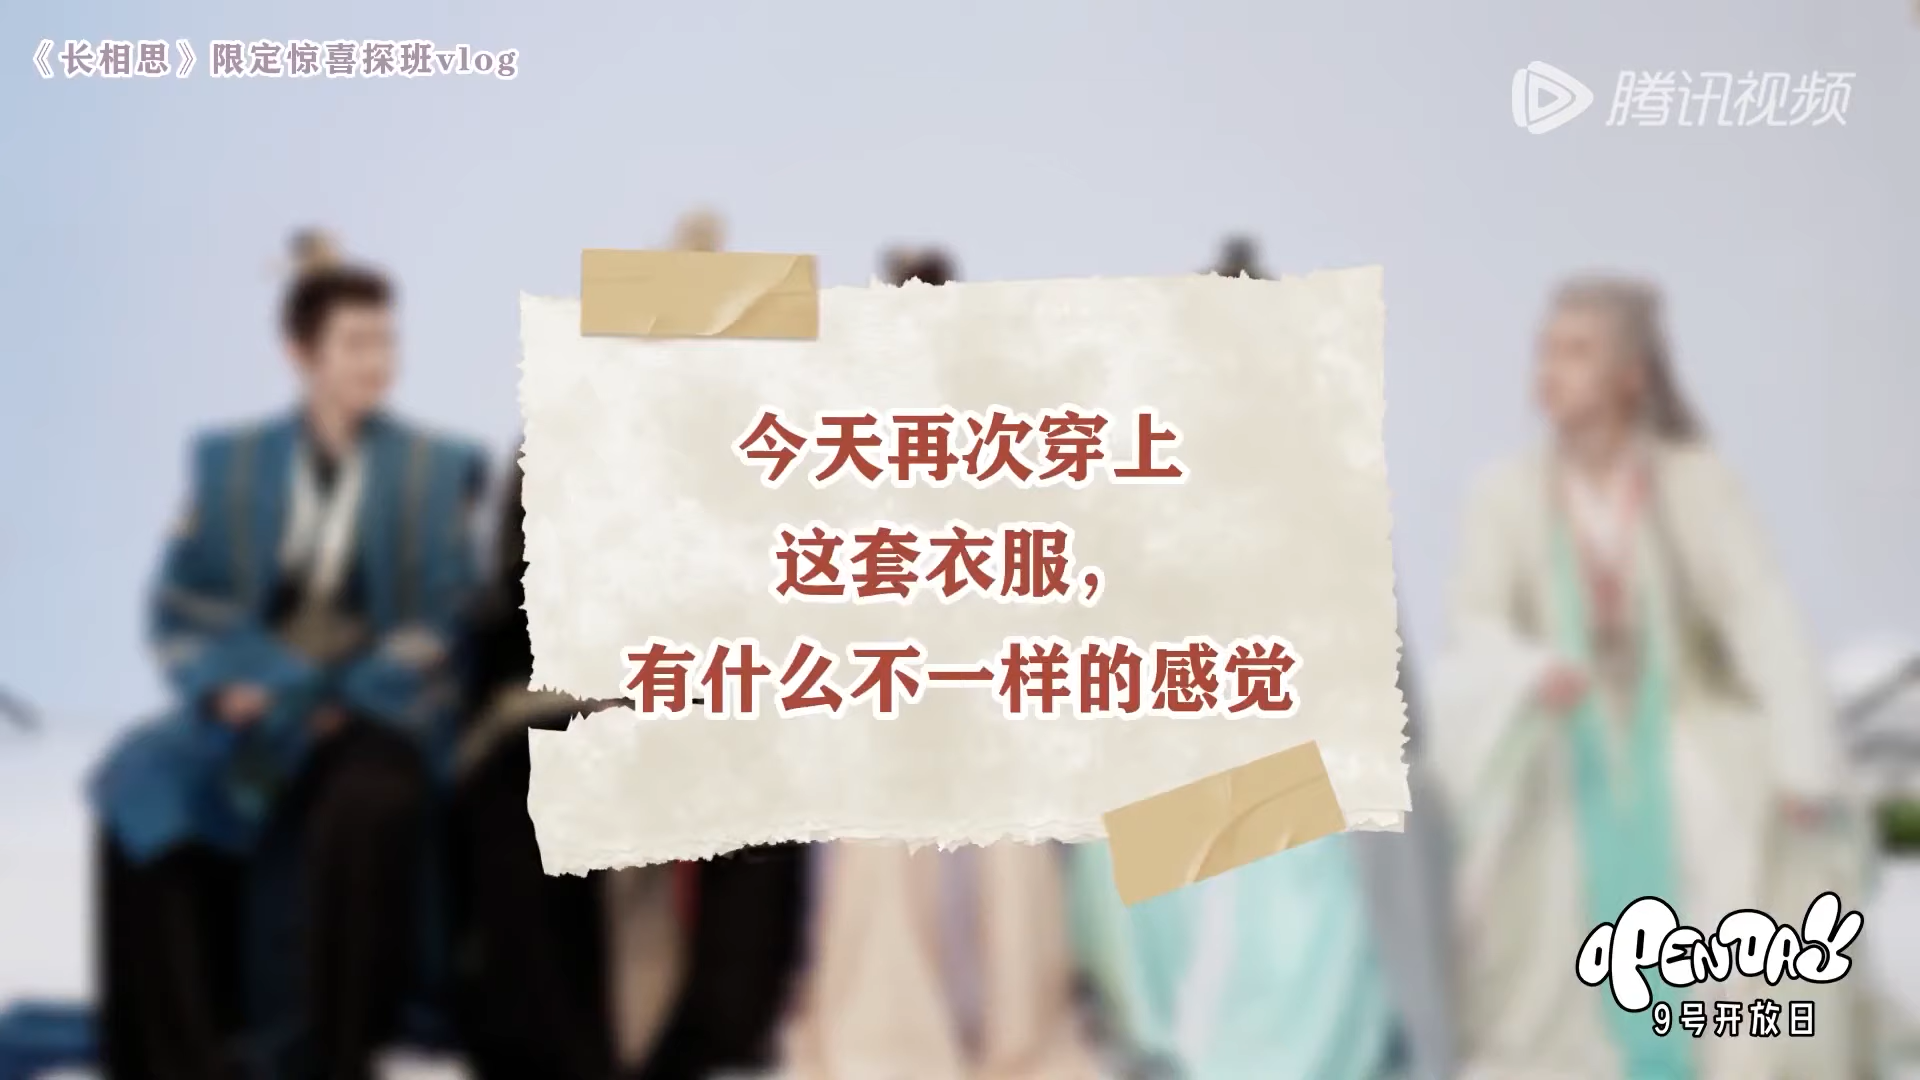 《长相思》限定惊喜探班vlog
腾讯视频
今天再次穿上
这套衣服，
有什么不一样的感觉
OPENDAY
9号开放日